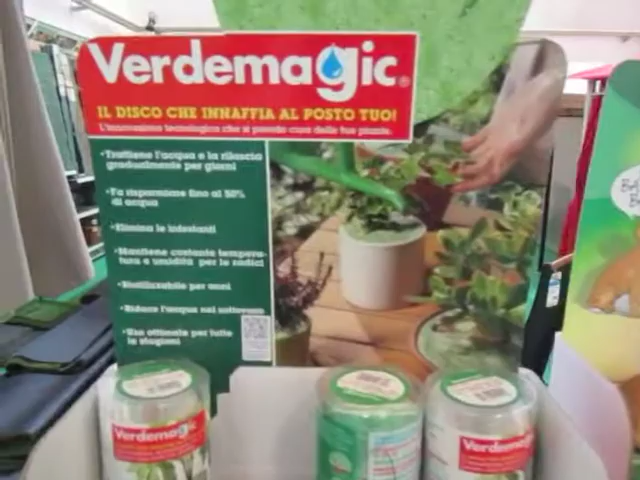 Verdemagic®
IL DISCO CHE INNAFFIA AL POSTO TUO!
L'innovazione tecnologica che si prende cura delle tue piante.
•Trattiene l'acqua e la rilascia
gradualmente per giorni
•Fa risparmiare fino al 50%
di acqua
•Elimina le infestanti
•Mantiene costante tempera-
tura e umidità per le radici
•Riutilizzabile per anni
•Riduce l'acqua nel sottovaso
•Uso ottimale per tutte
le stagioni
Verdemagic
Verdemagic